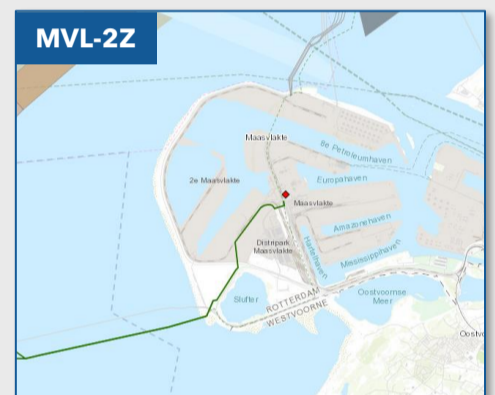 MVL-2Z
Maasvlakte
8e Petroleumhaven
2e Maasvlakte
Europahaven
Maasvlakte
Amazonehaven
Distripark
Maasvlakte
Hartelhaven
Mississippihaven
Slufter
ROTTERDAM
WESTVOORNE
Oostvoornse
Meer
Oostvo